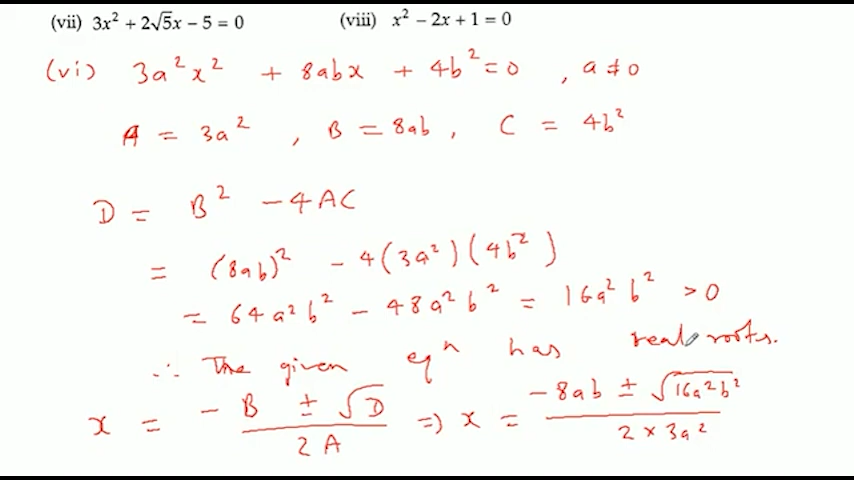 (vii) 3x² + 2√5x − 5 = 0 (viii) x² − 2x + 1 = 0
(vi) 3a²x² + 8abx + 4b² = 0 , a ≠ 0
A = 3a² , B = 8ab , C = 4b²
D = B² − 4AC
= (8ab)² − 4(3a²)(4b²)
= 64a²b² − 48a²b² = 16a²b² > 0
∴ The given eqⁿ has real roots.
x = (−B ± √D)/(2A) ⇒ x = (−8ab ± √(16a²b²))/(2 × 3a²)